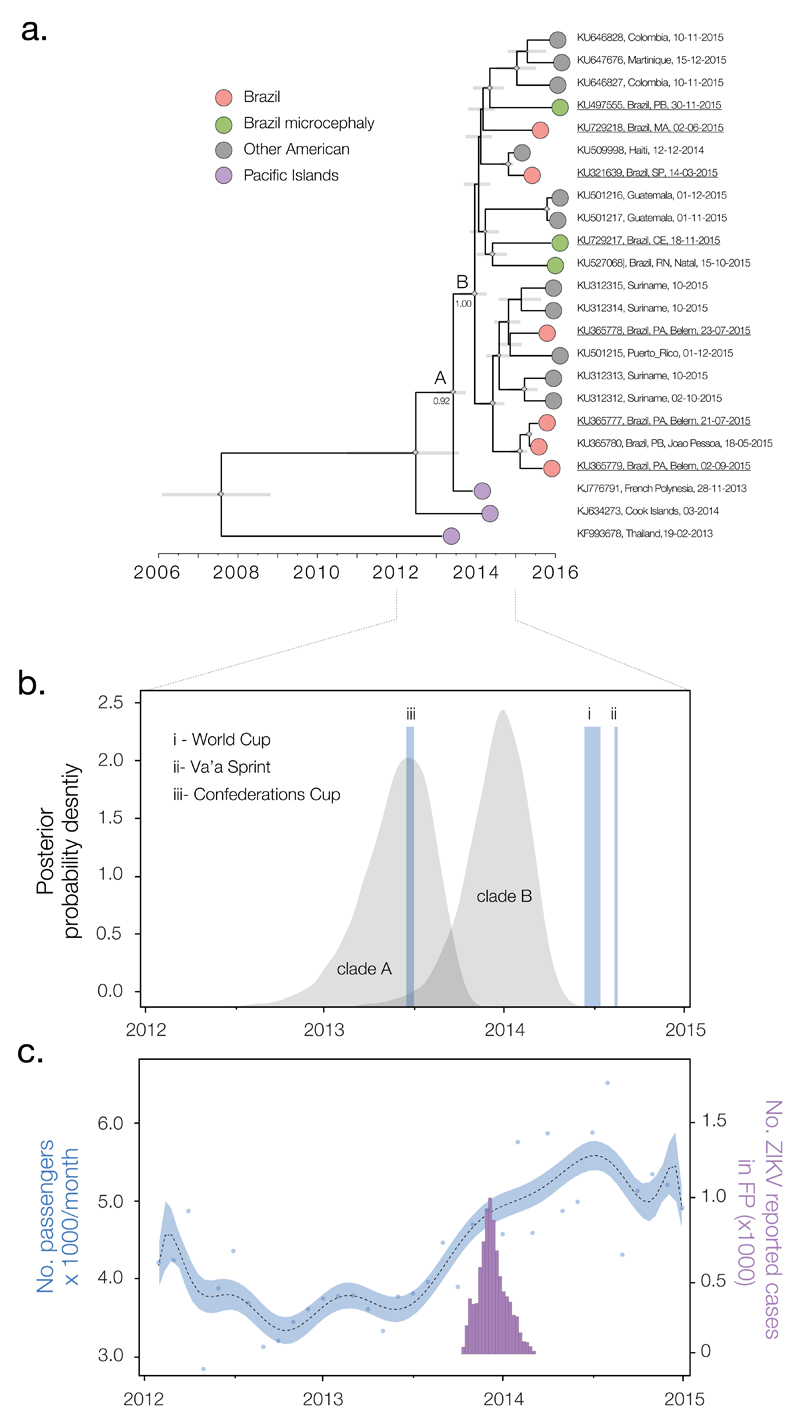 a.
Brazil
Brazil microcephaly
Other American
Pacific Islands
KU646828, Colombia, 10-11-2015
KU647676, Martinique, 15-12-2015
KU646827, Colombia, 10-11-2015
KU497555, Brazil, PB, 30-11-2015
KU729218, Brazil, MA, 02-06-2015
KU509998, Haiti, 12-12-2014
KU321639, Brazil, SP, 14-03-2015
KU501216, Guatemala, 01-12-2015
KU501217, Guatemala, 01-11-2015
KU729217, Brazil, CE, 18-11-2015
KU527068|, Brazil, RN, Natal, 15-10-2015
KU312315, Suriname, 10-2015
KU312314, Suriname, 10-2015
KU365778, Brazil, PA, Belem, 23-07-2015
KU501215, Puerto_Rico, 01-12-2015
KU312313, Suriname, 10-2015
KU312312, Suriname, 02-10-2015
KU365777, Brazil, PA, Belem, 21-07-2015
KU365780, Brazil, PB, Joao Pessoa, 18-05-2015
KU365779, Brazil, PA, Belem, 02-09-2015
KJ776791, French Polynesia, 28-11-2013
KJ634273, Cook Islands, 03-2014
KF993678, Thailand,19-02-2013
B
1.00
A
0.92
2006 2008 2010 2012 2014 2016
b.
Posterior
probability desntiy
2.5
2.0
1.5
1.0
0.5
0.0
i - World Cup
ii- Va'a Sprint
iii- Confederations Cup
iii
i
ii
clade A
clade B
2012 2013 2014 2015
c.
No. passengers
x 1000/month
6.0
5.0
4.0
3.0
1.5
1.0
0.5
0
No. ZIKV reported cases
in FP (x1000)
2012 2013 2014 2015